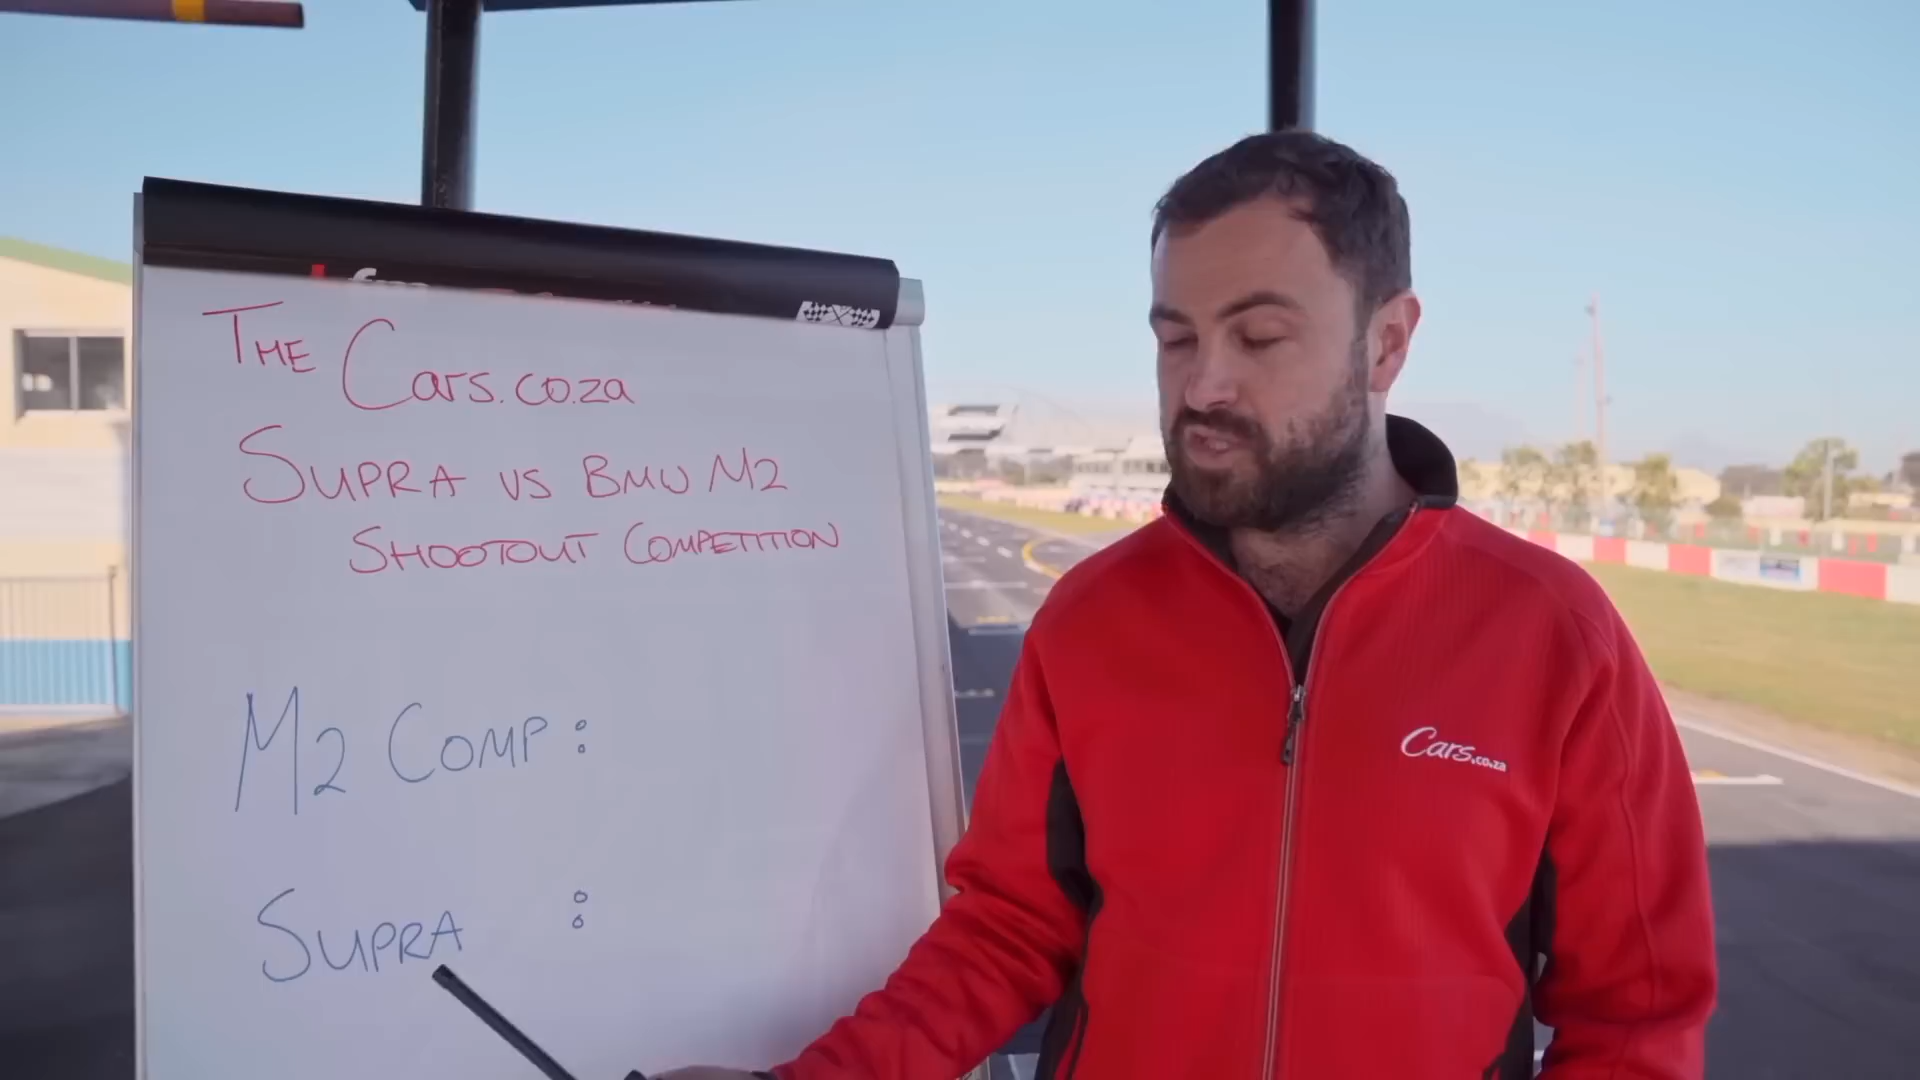 THE
Cars.co.za
SUPRA VS BMW M2
SHOOTOUT COMPETITION
M2 COMP :
SUPRA :
Cars.co.za